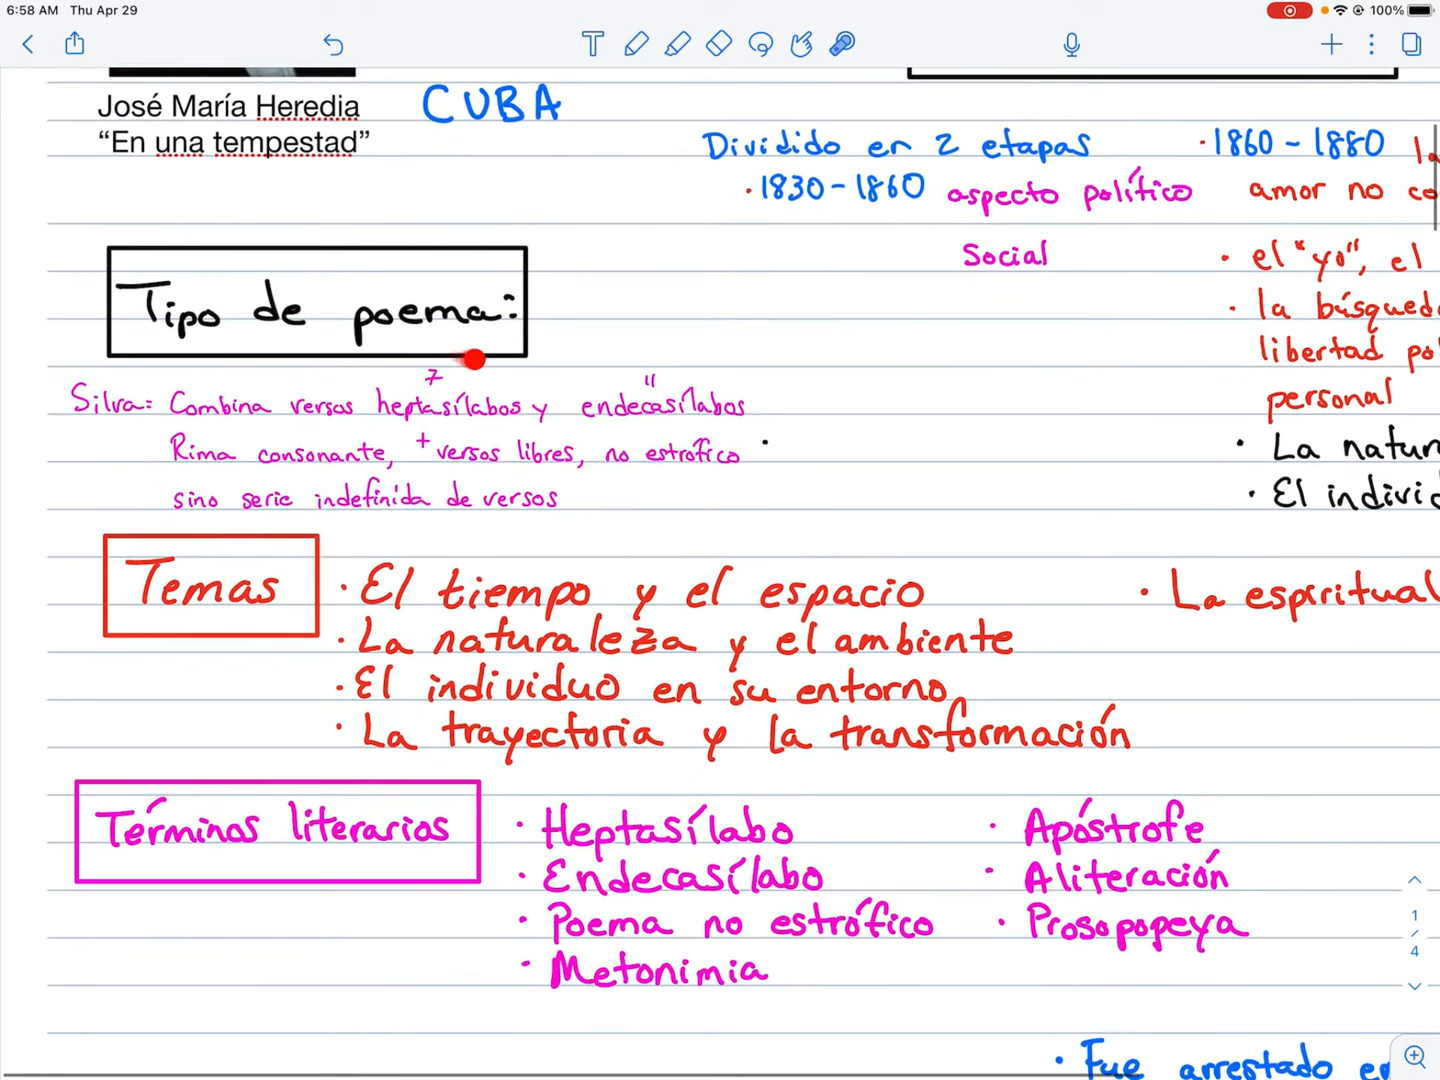 6:58 AM Thu Apr 29
100%
José María Heredia
“En una tempestad”
CUBA
Dividido en 2 etapas
· 1830 - 1860 aspecto político
Social
· 1860 - 1880
amor no
· el "yo", el
· la
libertad
personal
· La
· El
Tipo de poema:
7 11
Silva= Combina versos heptasílabos y endecasílabos
Rima consonante, + versos libres, no estrófico
sino serie indefinida de versos
Temas
· El tiempo y el espacio
· La naturaleza y el ambiente
· El individuo en su entorno
· La trayectoria y la transformación
· La
Términos literarios
· Heptasílabo
· Endecasílabo
· Poema no estrófico
· Metonimia
· Apóstrofe
· Aliteración
· Prosopopeya
1
/
4
· Fue arrestado